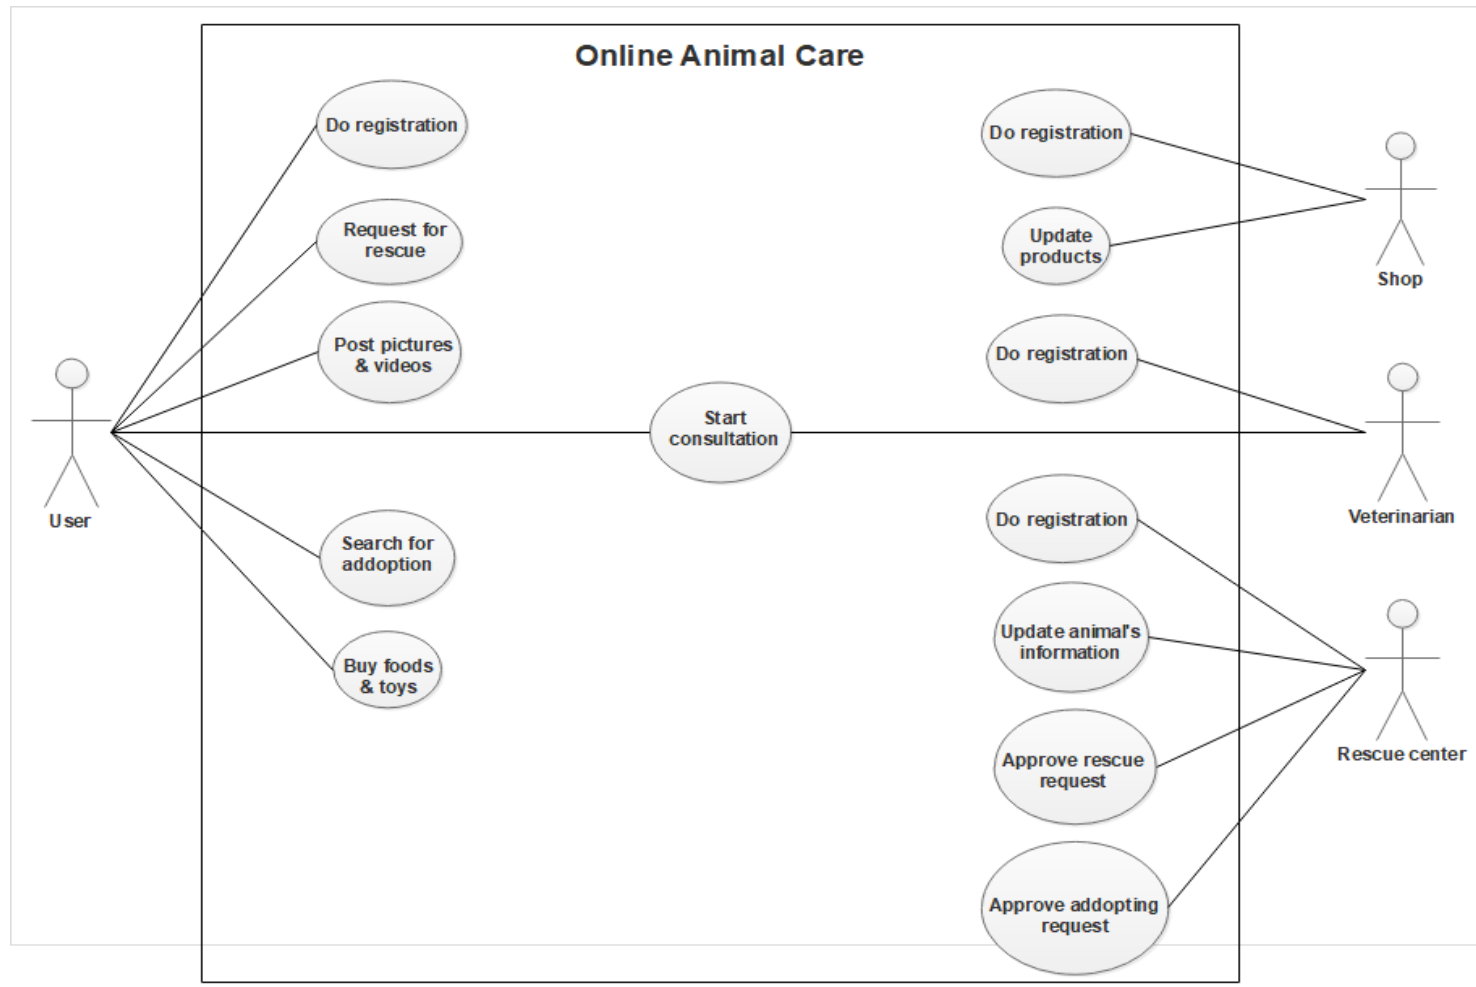 Online Animal Care
Do registration
Request for
rescue
Post pictures
& videos
Start
consultation
Search for
addoption
Buy foods
& toys
User
Do registration
Update
products
Do registration
Do registration
Update animal's
information
Approve rescue
request
Approve addopting
request
Shop
Veterinarian
Rescue center